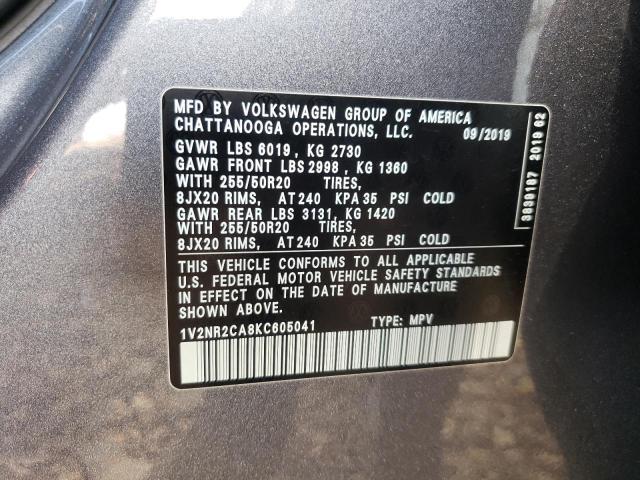 MFD BY VOLKSWAGEN GROUP OF AMERICA
CHATTANOOGA OPERATIONS, LLC. 09/2019
GVWR LBS 6019 , KG 2730
GAWR FRONT LBS 2998 , KG 1360
WITH 255/50R20 TIRES,
8JX20 RIMS, AT 240 KPA 35 PSI COLD
GAWR REAR LBS 3131, KG 1420
WITH 255/50R20 TIRES,
8JX20 RIMS, AT 240 KPA 35 PSI COLD
THIS VEHICLE CONFORMS TO ALL APPLICABLE
U.S. FEDERAL MOTOR VEHICLE SAFETY STANDARDS
IN EFFECT ON THE DATE OF MANUFACTURE
SHOWN ABOVE.
1V2NR2CA8KC605041 TYPE: MPV
3839187 2019 62